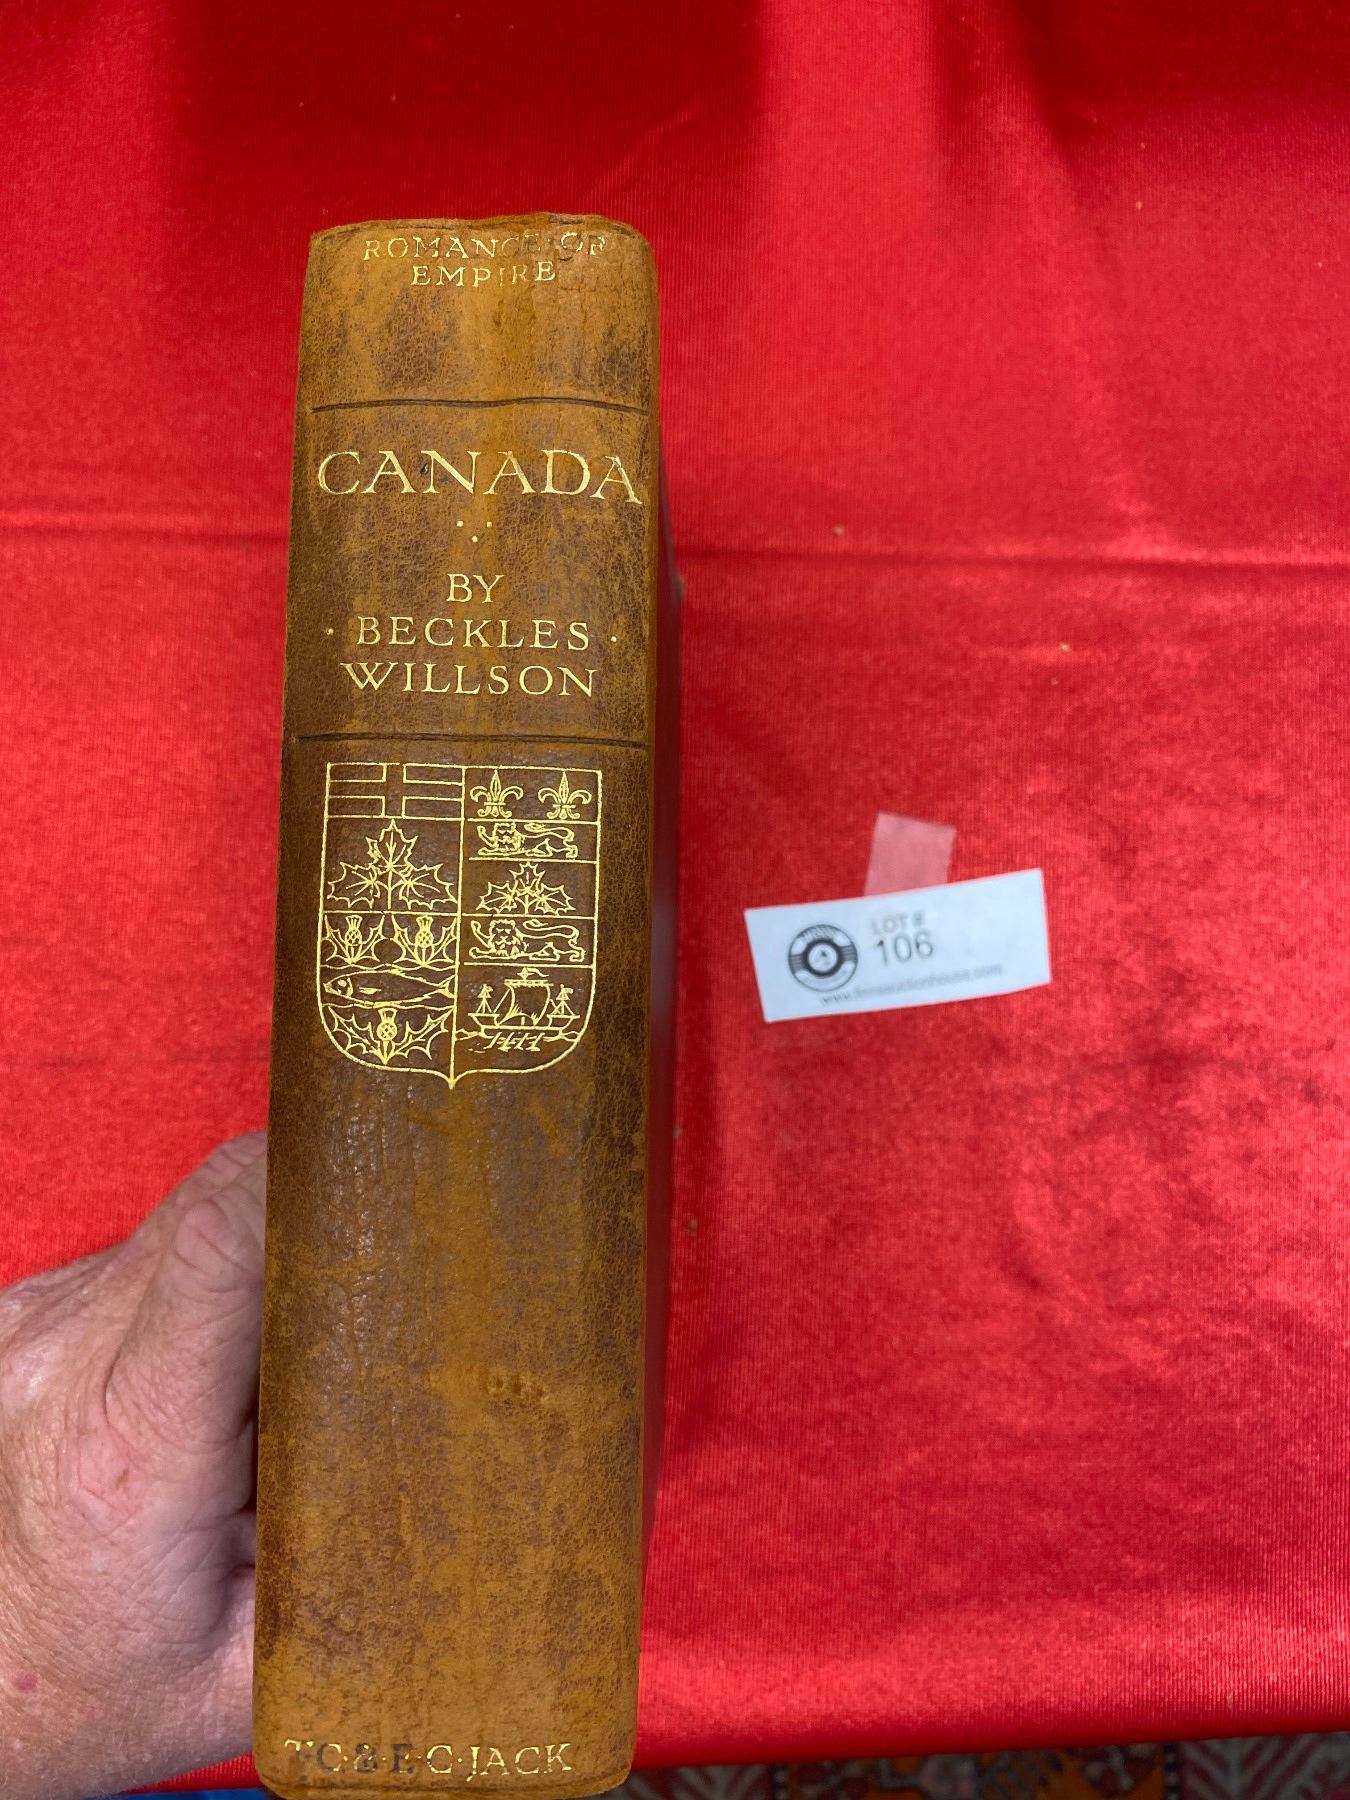 ROMANCE OF
EMPIRE
CANADA
BY
· BECKLES ·
WILLSON
T·C·&·E·C·JACK
LOT #
106